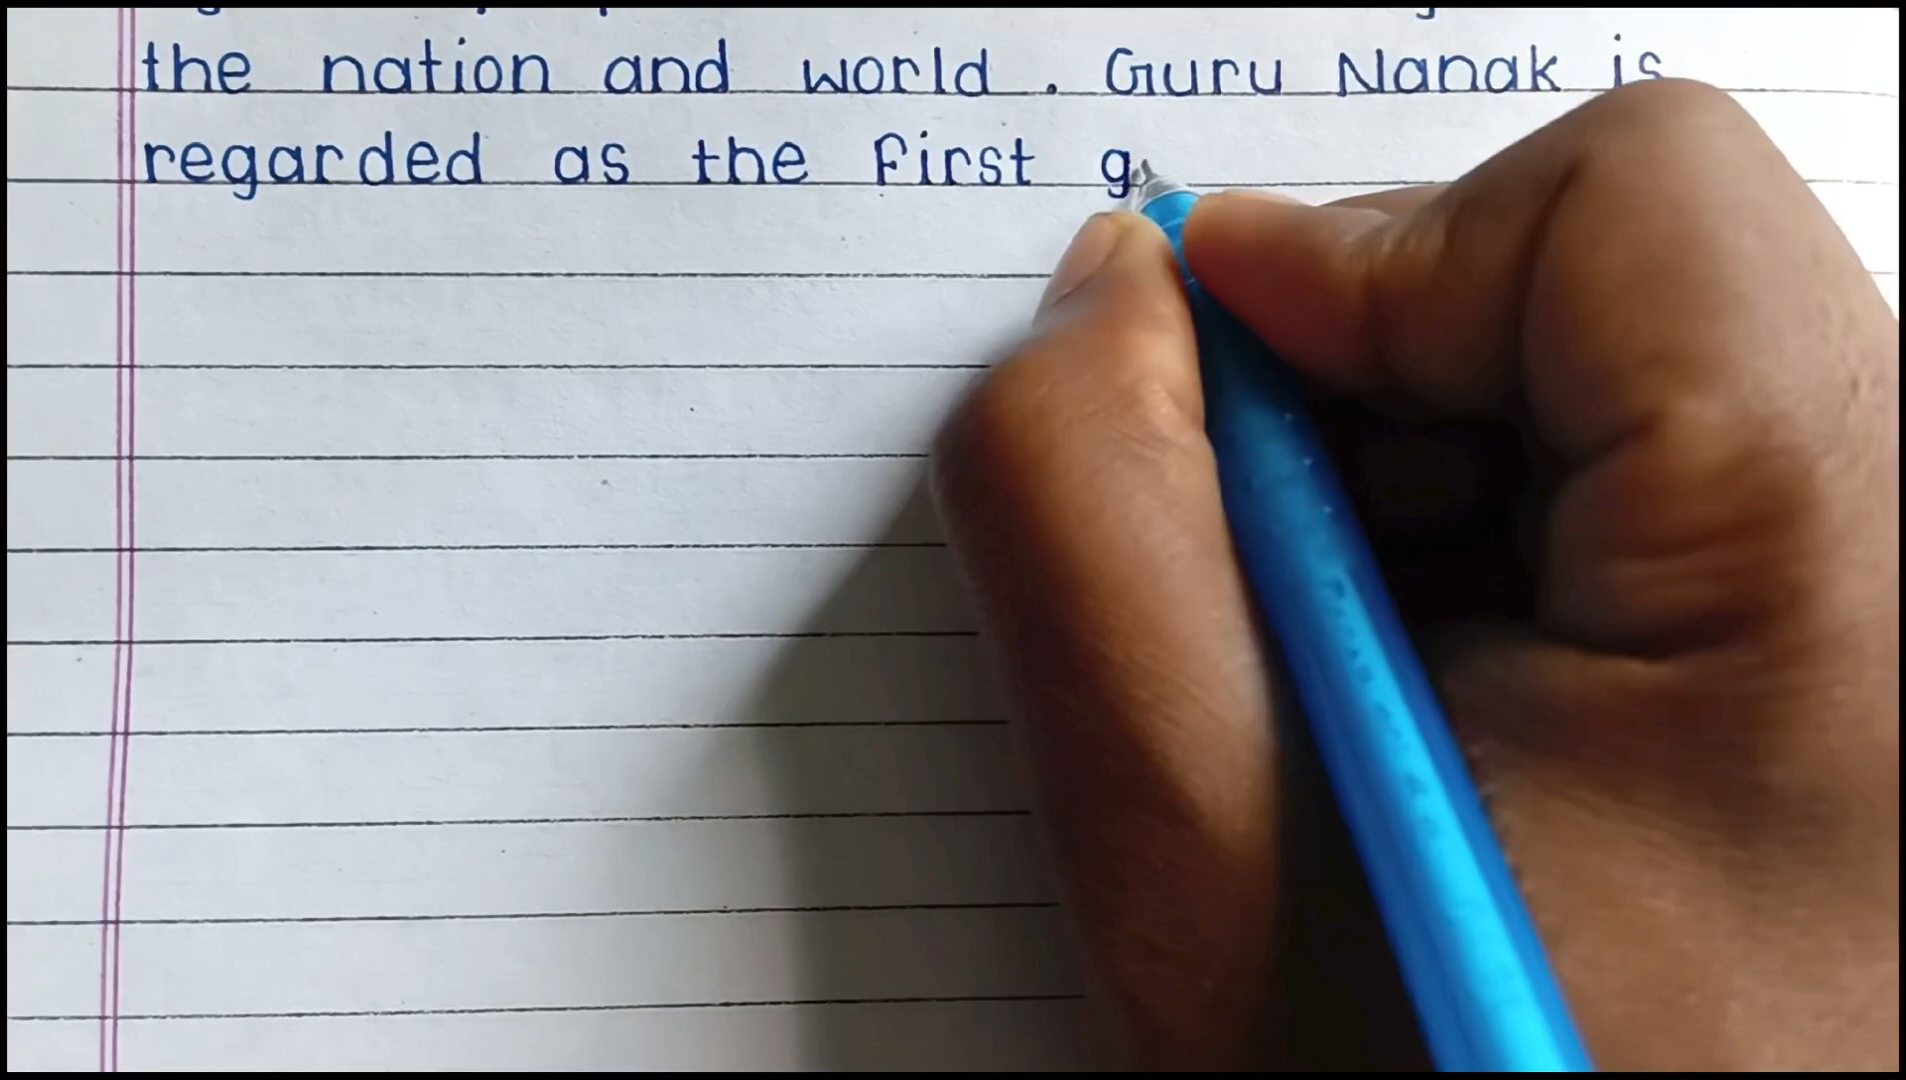 the nation and world. Guru Nanak is
regarded as the first g